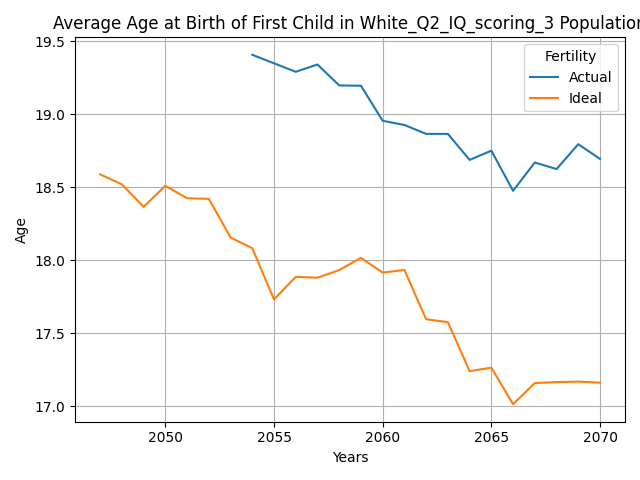 Average Age at Birth of First Child in White_Q2_IQ_scoring_3 Population
19.5
19.0
18.5
18.0
17.5
17.0
Age
Fertility
Actual
Ideal
2050
2055
2060
2065
2070
Years